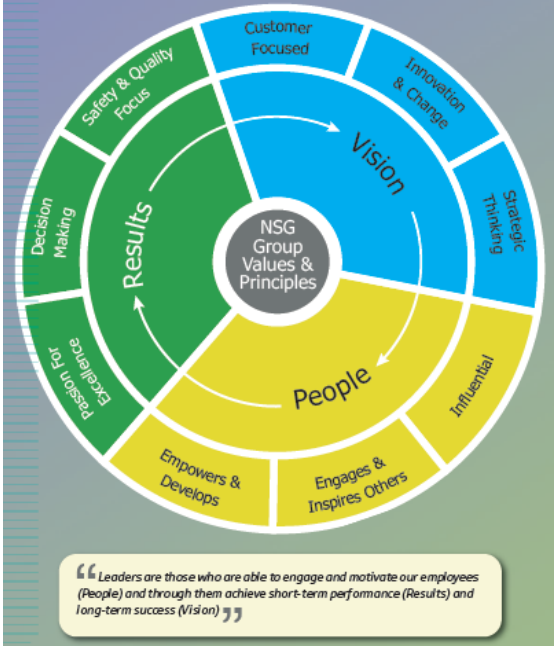 Customer
Focused
Innovation
& Change
Strategic
Thinking
Influential
Engages &
Inspires Others
Empowers &
Develops
Passion For
Excellence
Decision
Making
Safety & Quality
Focus
Vision
People
Results
NSG
Group
Values &
Principles
“ Leaders are those who are able to engage and motivate our employees
(People) and through them achieve short-term performance (Results) and
long-term success (Vision) ”